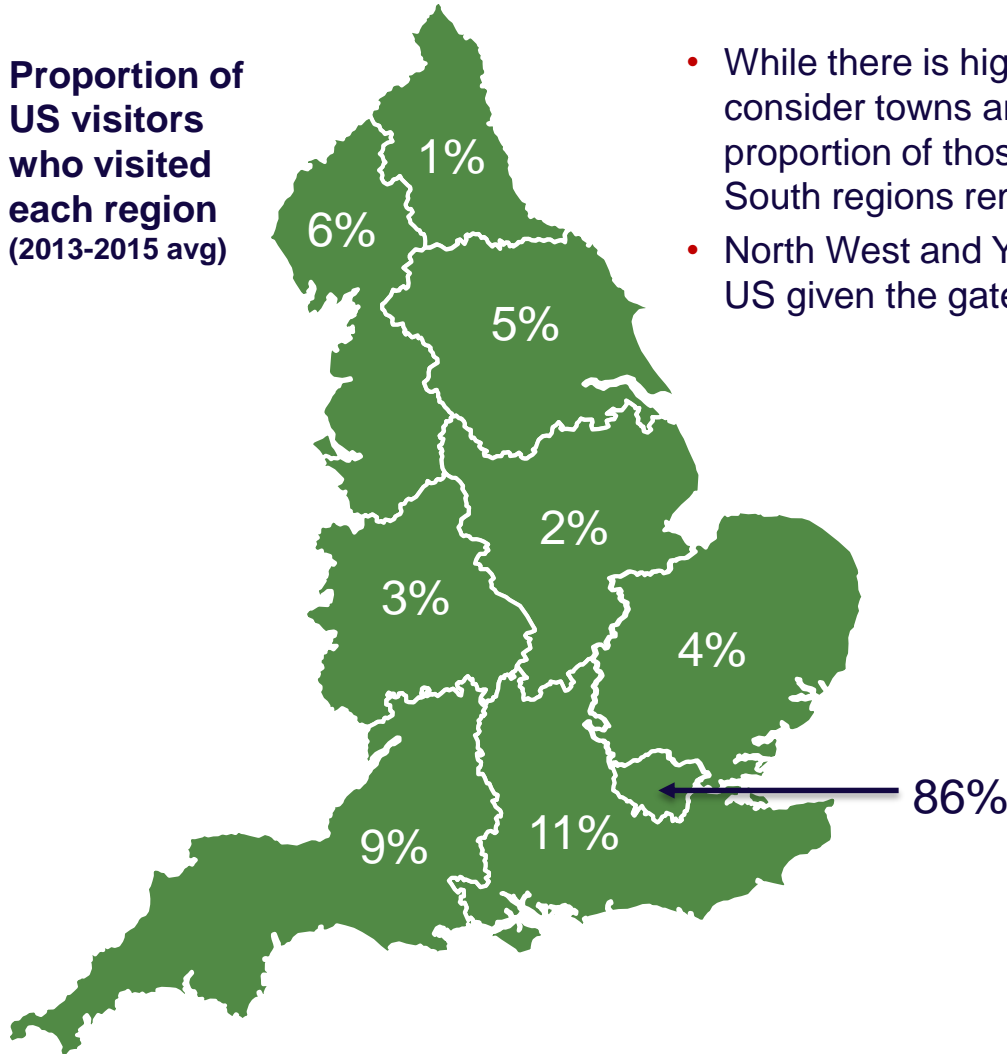 Proportion of
US visitors
who visited
each region
(2013-2015 avg)
• While there is hig
consider towns ar
proportion of thos
South regions rer
• North West and Y
US given the gate
1%
6%
5%
2%
3%
4%
86%
9%
11%